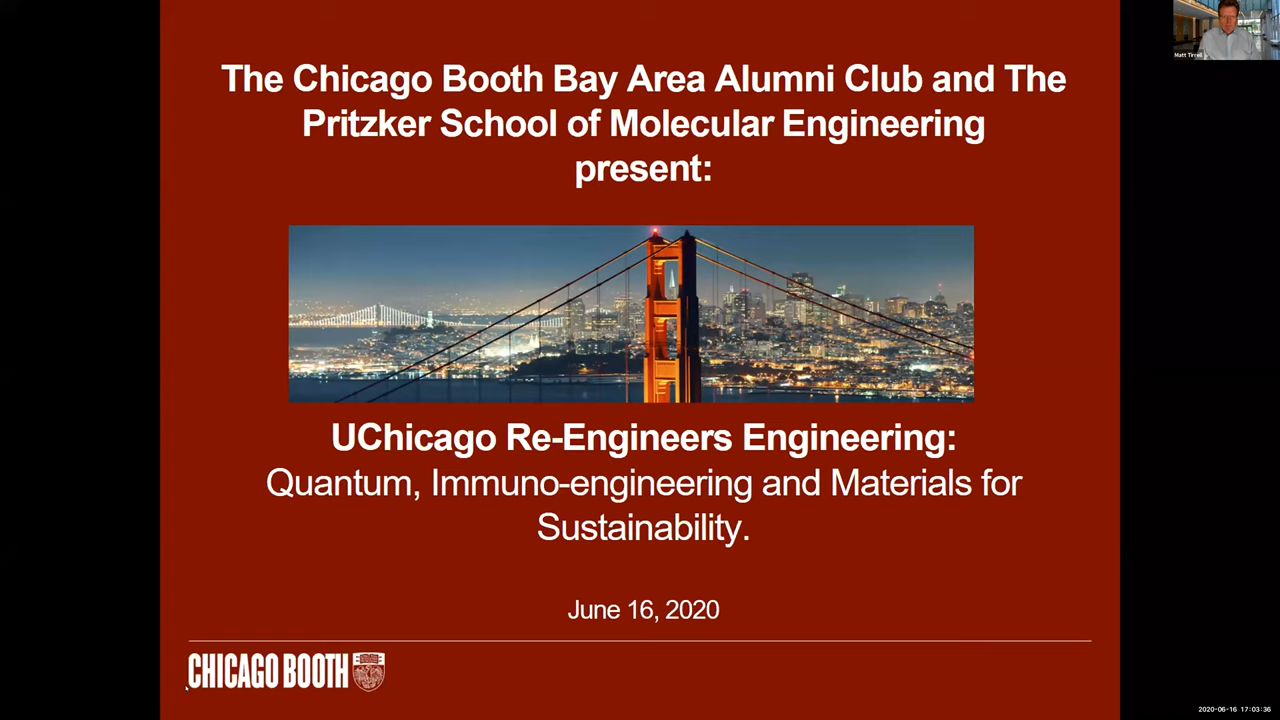 Matt Tirrell
The Chicago Booth Bay Area Alumni Club and The
Pritzker School of Molecular Engineering
present:
UChicago Re-Engineers Engineering:
Quantum, Immuno-engineering and Materials for
Sustainability.
June 16, 2020
CHICAGO BOOTH
2020-06-16 17:03:36